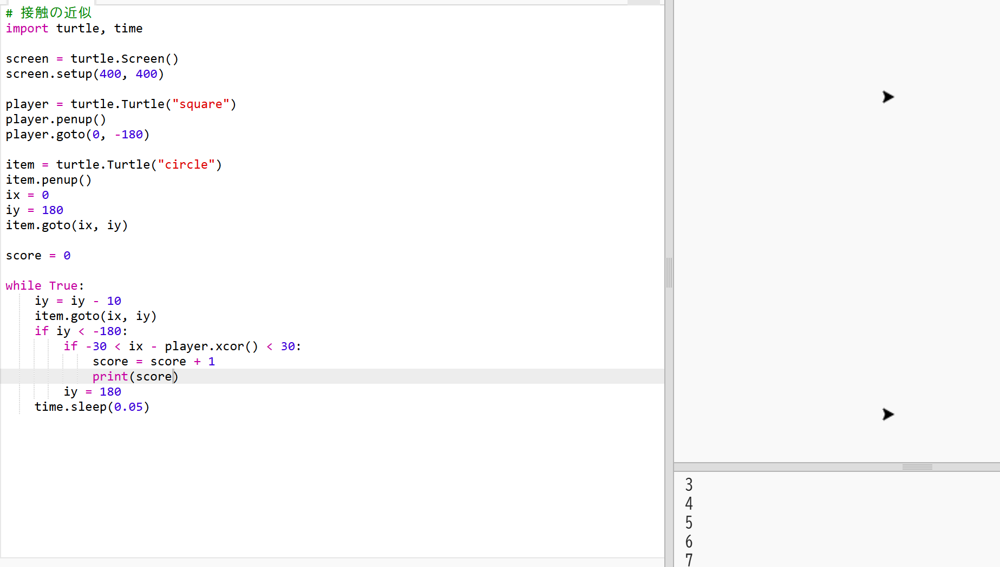 # 接触の近似
import turtle, time
screen = turtle.Screen()
screen.setup(400, 400)
player = turtle.Turtle("square")
player.penup()
player.goto(0, -180)
item = turtle.Turtle("circle")
item.penup()
ix = 0
iy = 180
item.goto(ix, iy)
score = 0
while True:
    iy = iy - 10
    item.goto(ix, iy)
    if iy < -180:
        if -30 < ix - player.xcor() < 30:
            score = score + 1
            print(score)
        iy = 180
    time.sleep(0.05)
3
4
5
6
7